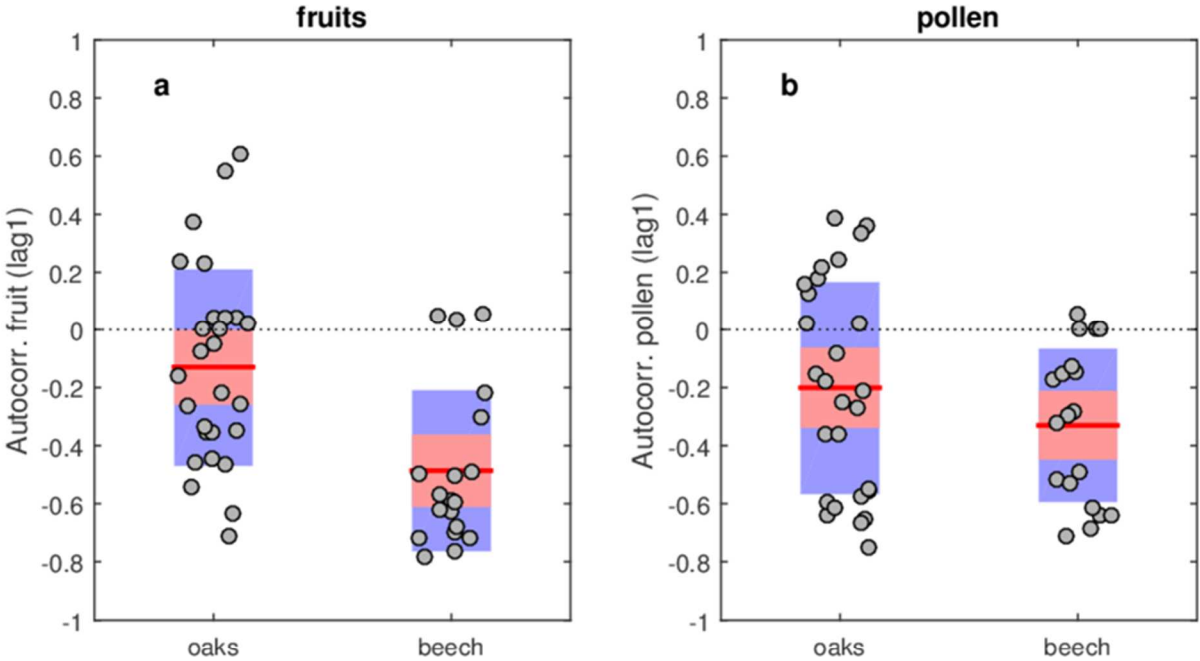 fruits
a
Autocorr. fruit (lag1)
1
0.8
0.6
0.4
0.2
0
-0.2
-0.4
-0.6
-0.8
-1
oaks beech
pollen
b
Autocorr. pollen (lag1)
1
0.8
0.6
0.4
0.2
0
-0.2
-0.4
-0.6
-0.8
-1
oaks beech